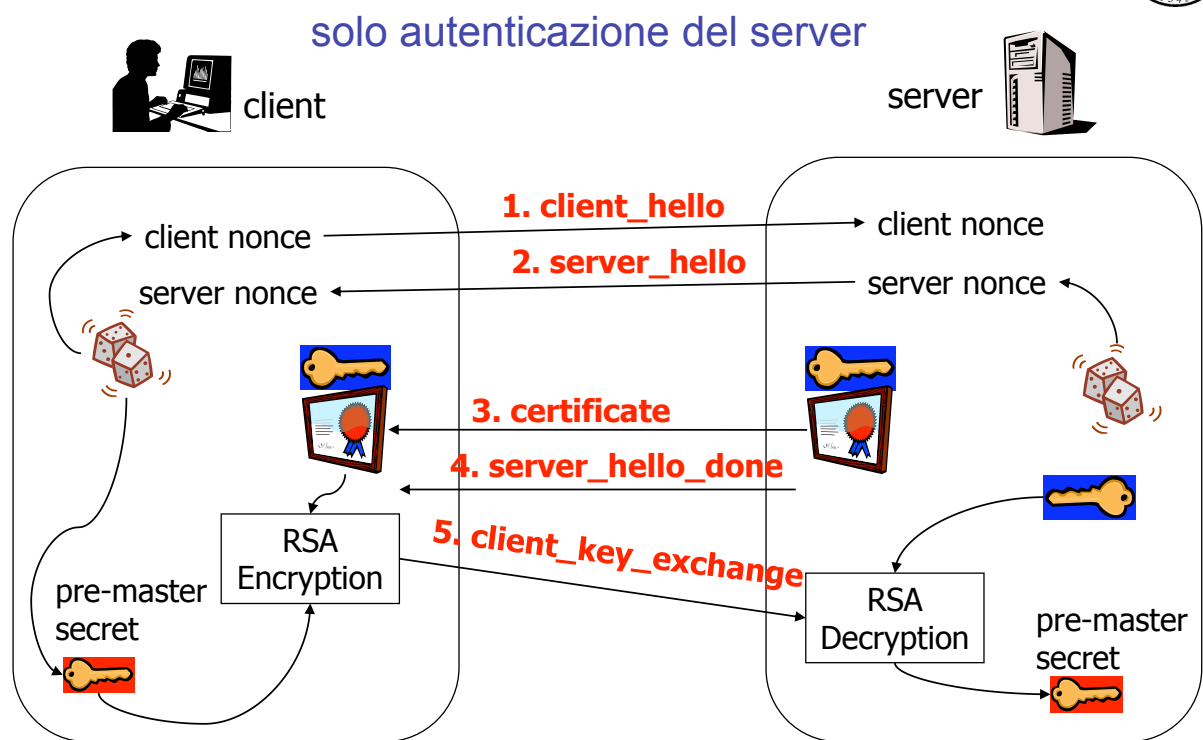 solo autenticazione del server
client
server
1. client_hello
client nonce
client nonce
2. server_hello
server nonce
server nonce
3. certificate
4. server_hello_done
5. client_key_exchange
RSA
Encryption
pre-master
secret
RSA
Decryption
pre-master
secret